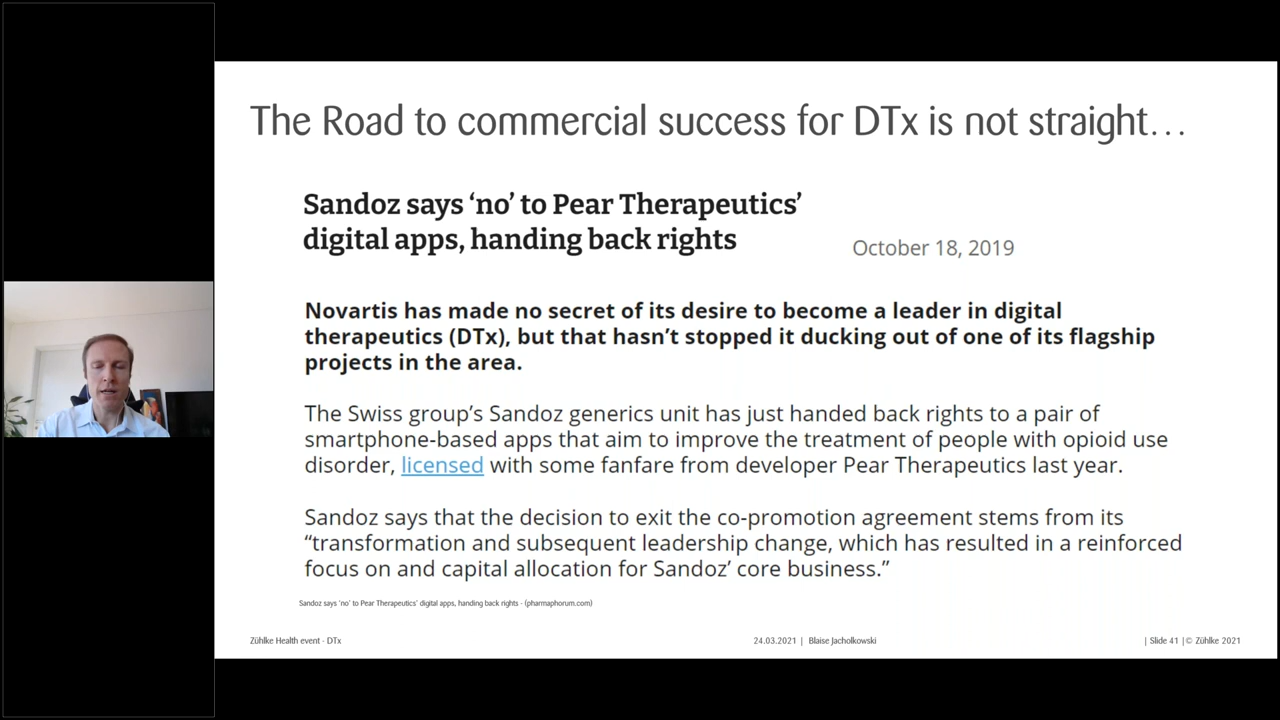 The Road to commercial success for DTx is not straight…
Sandoz says ‘no’ to Pear Therapeutics’
digital apps, handing back rights
October 18, 2019
Novartis has made no secret of its desire to become a leader in digital
therapeutics (DTx), but that hasn’t stopped it ducking out of one of its flagship
projects in the area.
The Swiss group’s Sandoz generics unit has just handed back rights to a pair of
smartphone-based apps that aim to improve the treatment of people with opioid use
disorder, licensed with some fanfare from developer Pear Therapeutics last year.
Sandoz says that the decision to exit the co-promotion agreement stems from its
“transformation and subsequent leadership change, which has resulted in a reinforced
focus on and capital allocation for Sandoz’ core business.”
Sandoz says 'no' to Pear Therapeutics' digital apps, handing back rights - (pharmaphorum.com)
Zühlke Health event - DTx
24.03.2021 | Blaise Jacholkowski
| Slide 41 | © Zühlke 2021